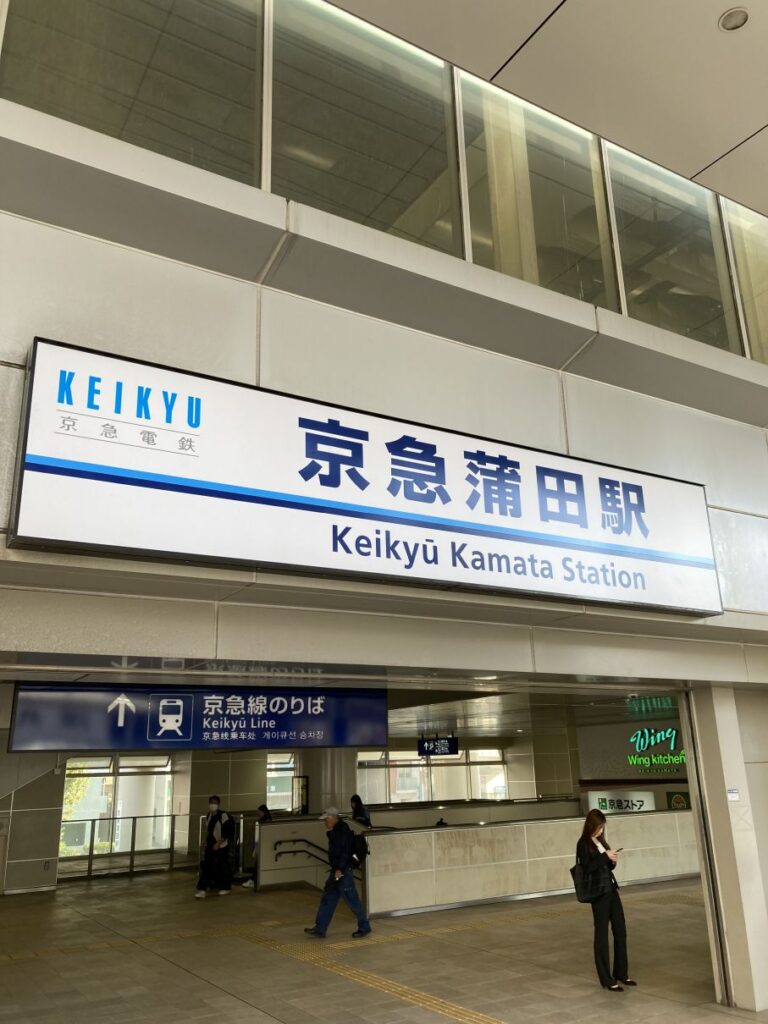 KEIKYU
京急電鉄
京急蒲田駅
Keikyū Kamata Station
京急線のりば
Keikyū Line
京急线乘车处 게이큐선 승차장
Wing
Wing kitchen
京急ストア